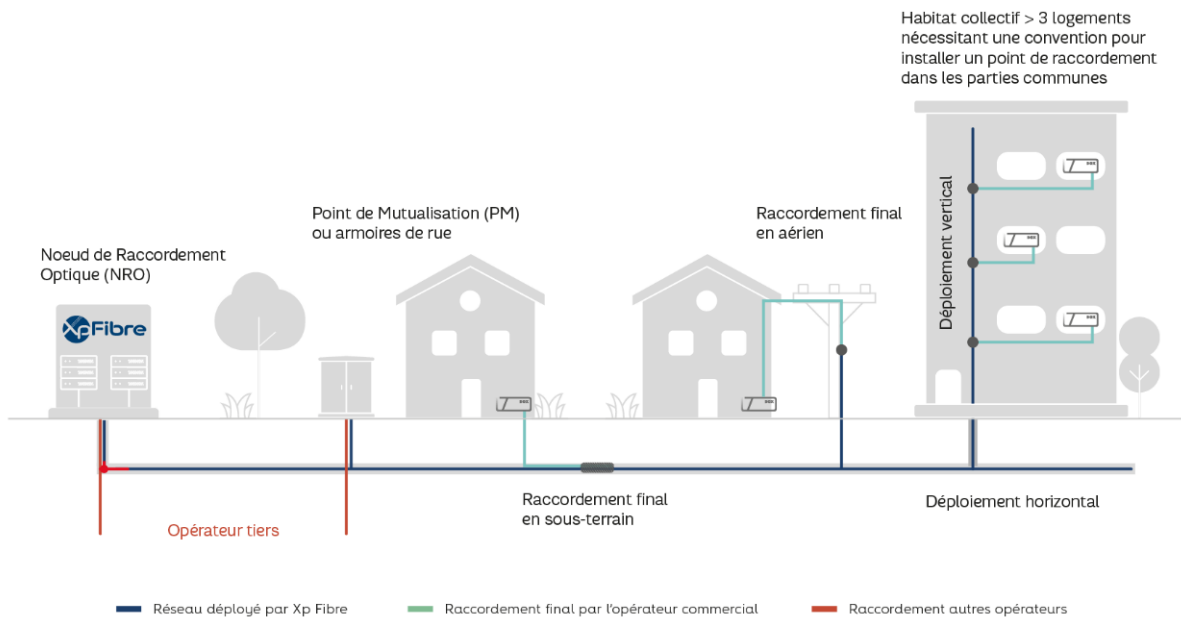 Habitat collectif > 3 logements
nécessitant une convention pour
installer un point de raccordement
dans les parties communes
Point de Mutualisation (PM)
ou armoires de rue
Raccordement final
en aérien
Noeud de Raccordement
Optique (NRO)
XpFibre
Déploiement vertical
Raccordement final
en sous-terrain
Déploiement horizontal
Opérateur tiers
Réseau déployé par Xp Fibre
Raccordement final par l'opérateur commercial
Raccordement autres opérateurs